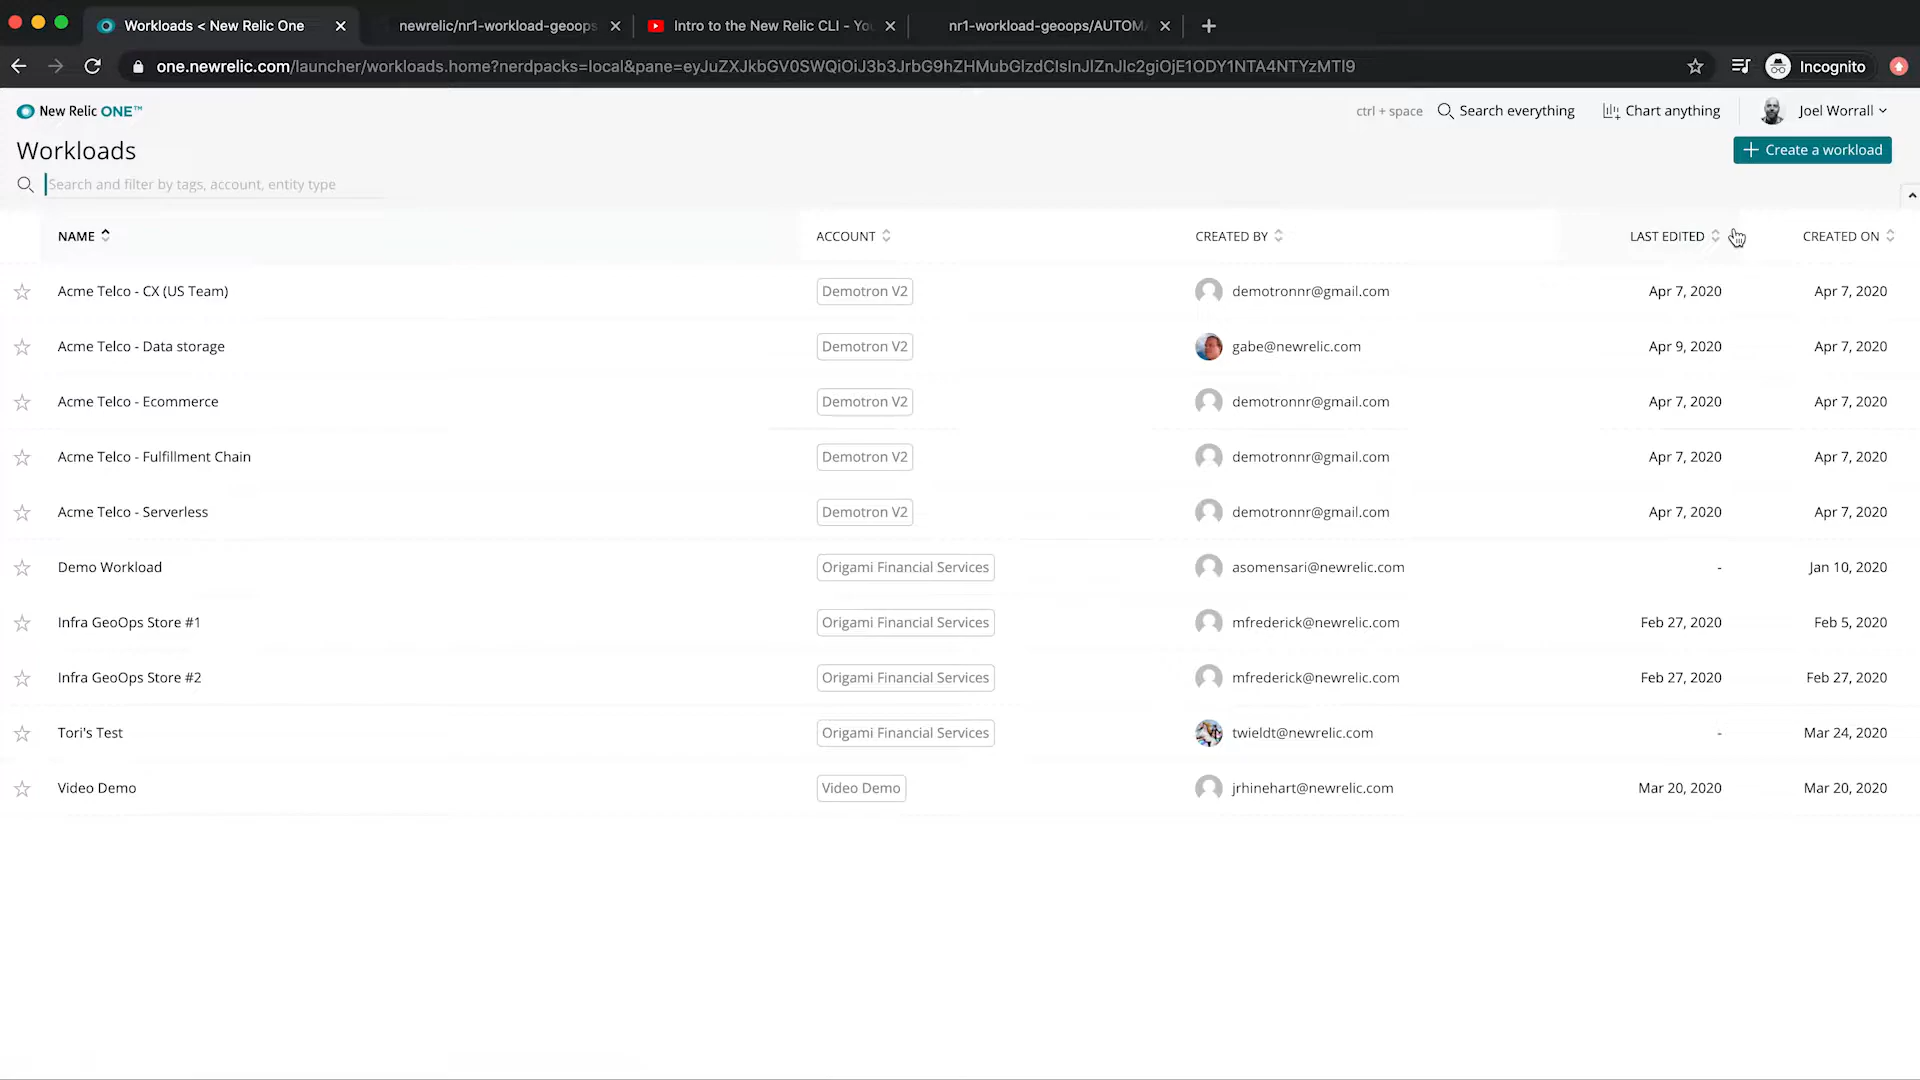 Workloads < New Relic One
newrelic/nr1-workload-geoops
Intro to the New Relic CLI - Yo
nr1-workload-geoops/AUTOM
one.newrelic.com/launcher/workloads.home?nerdpacks=local&pane=eyJuZXJkbGV0SWQiOiJ3b3JrbG9hZHMubGlzdCIsInJlZnJlc2giOjE1ODY1NTA4NTYzMTl9
Incognito
New Relic ONE™
ctrl + space
Search everything
Chart anything
Joel Worrall
Workloads
Create a workload
Search and filter by tags, account, entity type
NAME ACCOUNT CREATED BY LAST EDITED CREATED ON
Acme Telco - CX (US Team) Demotron V2 demotronnr@gmail.com Apr 7, 2020 Apr 7, 2020
Acme Telco - Data storage Demotron V2 gabe@newrelic.com Apr 9, 2020 Apr 7, 2020
Acme Telco - Ecommerce Demotron V2 demotronnr@gmail.com Apr 7, 2020 Apr 7, 2020
Acme Telco - Fulfillment Chain Demotron V2 demotronnr@gmail.com Apr 7, 2020 Apr 7, 2020
Acme Telco - Serverless Demotron V2 demotronnr@gmail.com Apr 7, 2020 Apr 7, 2020
Demo Workload Origami Financial Services asomensari@newrelic.com - Jan 10, 2020
Infra GeoOps Store #1 Origami Financial Services mfrederick@newrelic.com Feb 27, 2020 Feb 5, 2020
Infra GeoOps Store #2 Origami Financial Services mfrederick@newrelic.com Feb 27, 2020 Feb 27, 2020
Tori's Test Origami Financial Services twieldt@newrelic.com - Mar 24, 2020
Video Demo Video Demo jrhinehart@newrelic.com Mar 20, 2020 Mar 20, 2020